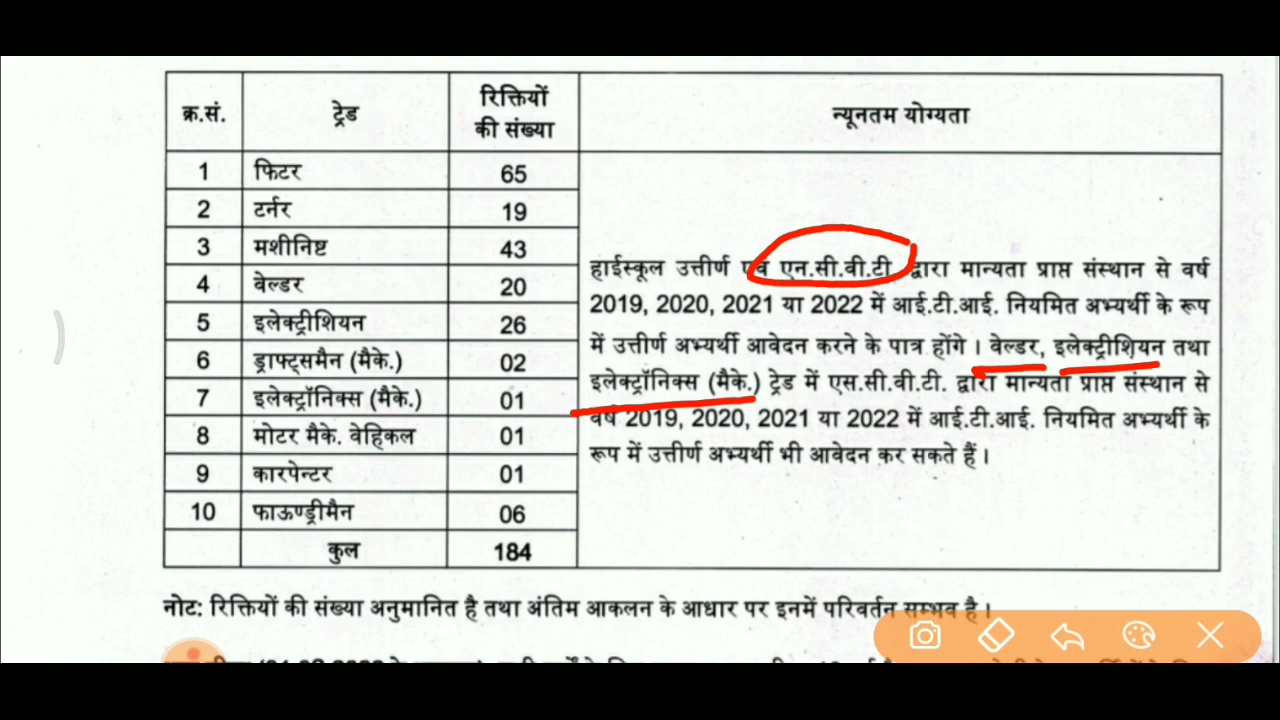 क्र.सं. ट्रेड रिक्तियों की संख्या न्यूनतम योग्यता
1 फिटर 65
2 टर्नर 19
3 मशीनिष्ट 43
4 वेल्डर 20
5 इलेक्ट्रीशियन 26
6 ड्राफ्ट्समैन (मैके.) 02
7 इलेक्ट्रॉनिक्स (मैके.) 01
8 मोटर मैके. वेहिकल 01
9 कारपेन्टर 01
10 फाऊण्ड्रीमैन 06
कुल 184
हाईस्कूल उत्तीर्ण एवं एन.सी.वी.टी द्वारा मान्यता प्राप्त संस्थान से वर्ष
2019, 2020, 2021 या 2022 में आई.टी.आई. नियमित अभ्यर्थी के रूप
में उत्तीर्ण अभ्यर्थी आवेदन करने के पात्र होंगे । वेल्डर, इलेक्ट्रीशियन तथा
इलेक्ट्रॉनिक्स (मैके.) ट्रेड में एस.सी.वी.टी. द्वारा मान्यता प्राप्त संस्थान से
वर्ष 2019, 2020, 2021 या 2022 में आई.टी.आई. नियमित अभ्यर्थी के
रूप में उत्तीर्ण अभ्यर्थी भी आवेदन कर सकते हैं ।
नोट: रिक्तियों की संख्या अनुमानित है तथा अंतिम आकलन के आधार पर इनमें परिवर्तन सम्भव है ।